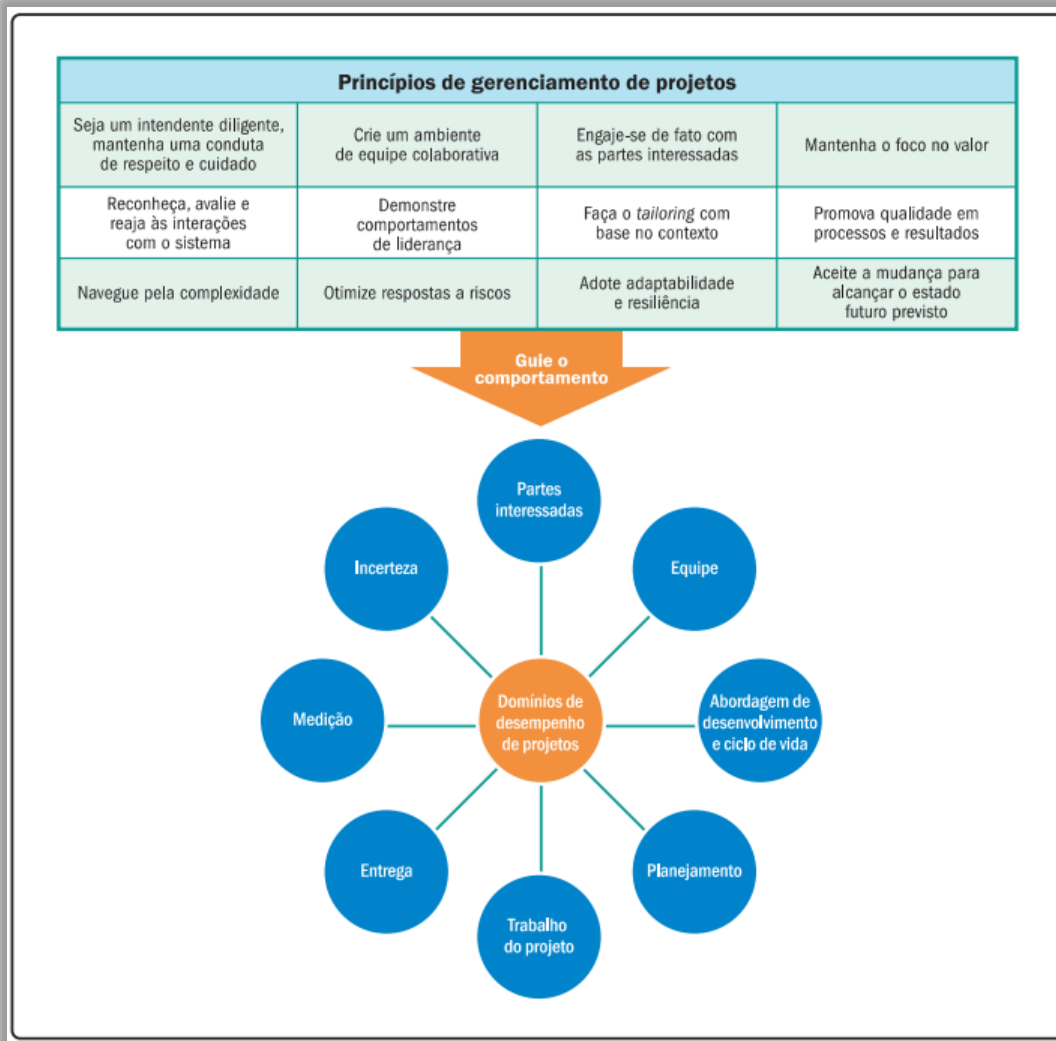 Princípios de gerenciamento de projetos
Seja um intendente diligente,
mantenha uma conduta
de respeito e cuidado
Crie um ambiente
de equipe colaborativa
Engaje-se de fato com
as partes interessadas
Mantenha o foco no valor
Reconheça, avalie e
reaja às interações
com o sistema
Demonstre
comportamentos
de liderança
Faça o tailoring com
base no contexto
Promova qualidade em
processos e resultados
Navegue pela complexidade
Otimize respostas a riscos
Adote adaptabilidade
e resiliência
Aceite a mudança para
alcançar o estado
futuro previsto
Guie o
comportamento
Partes
interessadas
Incerteza
Equipe
Medição
Domínios de
desempenho
de projetos
Abordagem de
desenvolvimento
e ciclo de vida
Entrega
Planejamento
Trabalho
do projeto